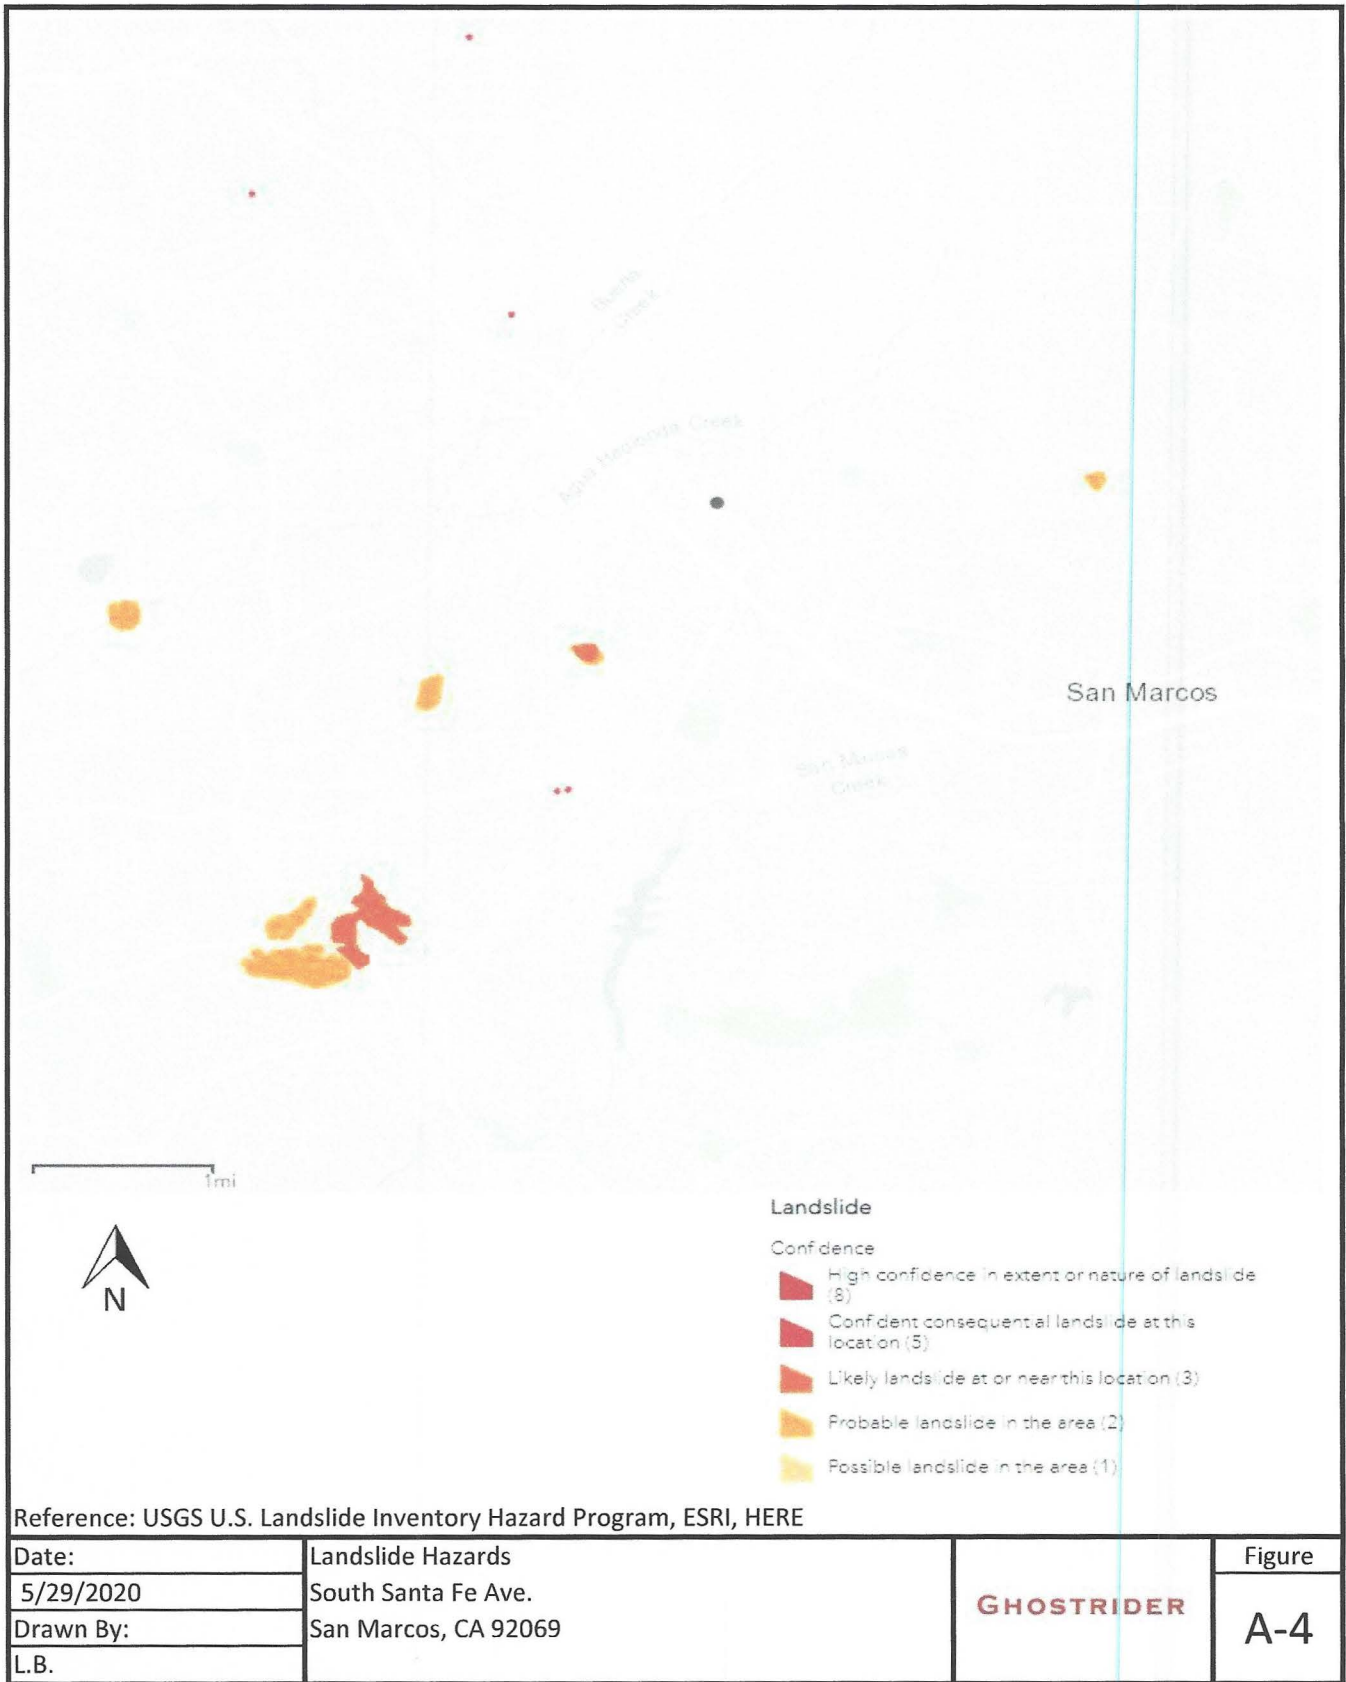 Buena
Creek
Agua Hedionda Creek
San Marcos
San Marcos
Creek
1mi
N
Landslide
Confidence
High confidence in extent or nature of landslide
(8)
Confident consequential landslide at this
location (5)
Likely landslide at or near this location (3)
Probable landslide in the area (2)
Possible landslide in the area (1)
Reference: USGS U.S. Landslide Inventory Hazard Program, ESRI, HERE
Date:
5/29/2020
Drawn By:
L.B.
Landslide Hazards
South Santa Fe Ave.
San Marcos, CA 92069
GHOSTRIDER
Figure
A-4